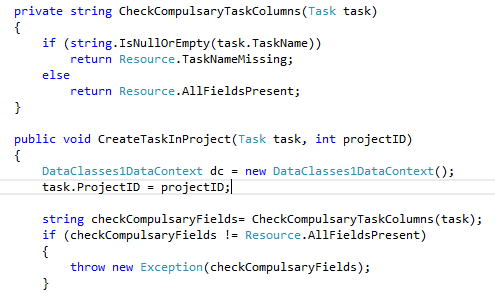 private string CheckCompulsaryTaskColumns(Task task)
{
if (string.IsNullOrEmpty(task.TaskName))
return Resource.TaskNameMissing;
else
return Resource.AllFieldsPresent;
}
public void CreateTaskInProject(Task task, int projectID)
{
DataClasses1DataContext dc = new DataClasses1DataContext();
task.ProjectID = projectID;
string checkCompulsaryFields= CheckCompulsaryTaskColumns(task);
if (checkCompulsaryFields != Resource.AllFieldsPresent)
{
throw new Exception(checkCompulsaryFields);
}